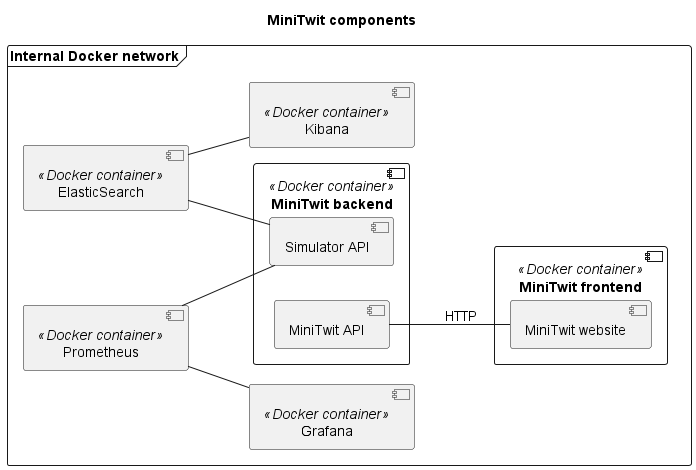 MiniTwit components
Internal Docker network
«Docker container»
Kibana
«Docker container»
ElasticSearch
«Docker container»
MiniTwit backend
Simulator API
MiniTwit API
HTTP
«Docker container»
MiniTwit frontend
MiniTwit website
«Docker container»
Prometheus
«Docker container»
Grafana